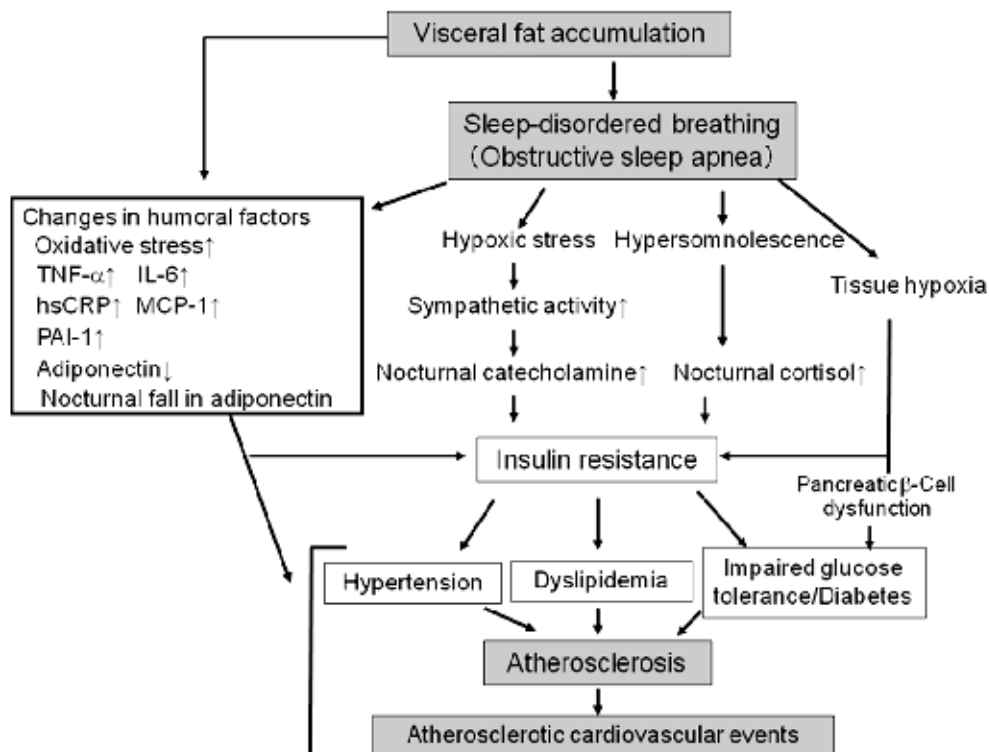 Visceral fat accumulation
Sleep-disordered breathing
(Obstructive sleep apnea)
Changes in humoral factors
Oxidative stress↑
TNF-α↑ IL-6↑
hsCRP↑ MCP-1↑
PAI-1↑
Adiponectin↓
Nocturnal fall in adiponectin
Hypoxic stress
Hypersomnolescence
Tissue hypoxia
Sympathetic activity↑
Nocturnal catecholamine↑
Nocturnal cortisol↑
Insulin resistance
Pancreatic β-Cell
dysfunction
Hypertension
Dyslipidemia
Impaired glucose
tolerance/Diabetes
Atherosclerosis
Atherosclerotic cardiovascular events